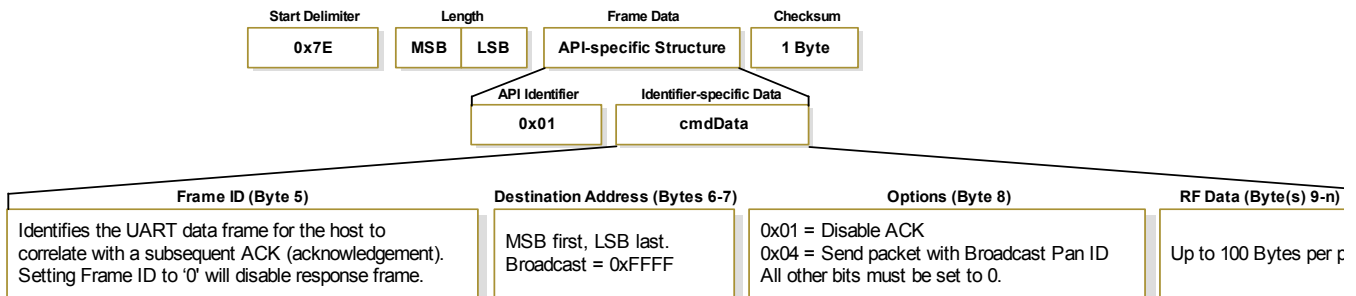 Start Delimiter Length Frame Data Checksum
0x7E MSB LSB API-specific Structure 1 Byte
API Identifier Identifier-specific Data
0x01 cmdData
Frame ID (Byte 5)
Identifies the UART data frame for the host to
correlate with a subsequent ACK (acknowledgement).
Setting Frame ID to ‘0’ will disable response frame.
Destination Address (Bytes 6-7)
MSB first, LSB last.
Broadcast = 0xFFFF
Options (Byte 8)
0x01 = Disable ACK
0x04 = Send packet with Broadcast Pan ID
All other bits must be set to 0.
RF Data (Byte(s) 9-n)
Up to 100 Bytes per